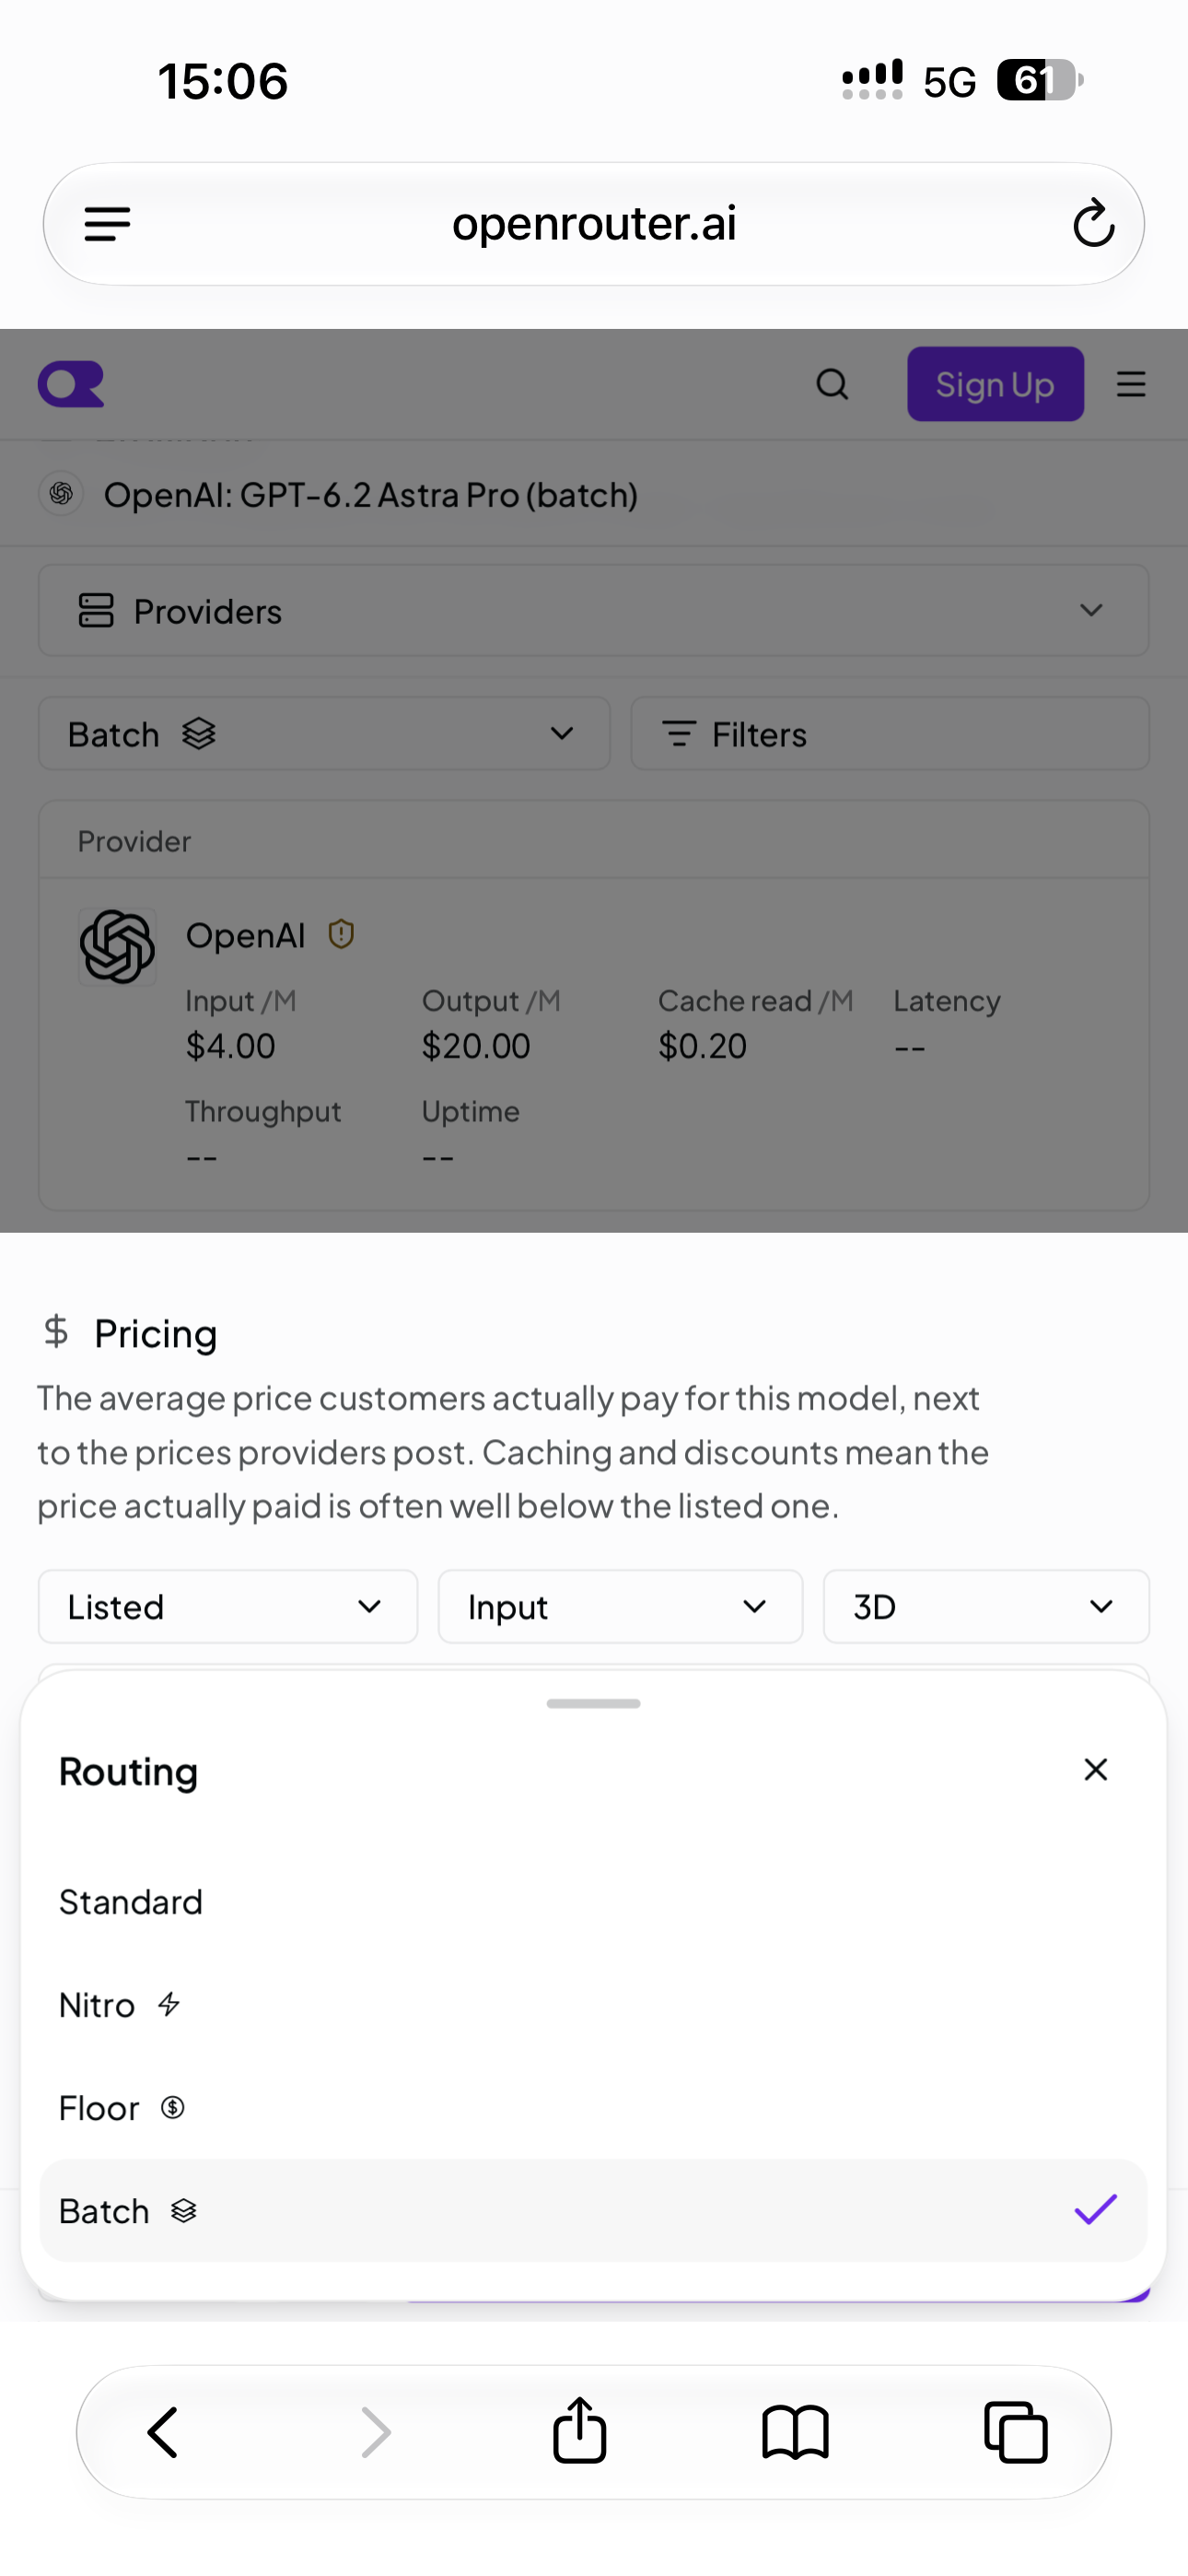 15:06
5G
61
openrouter.ai
Sign Up
OpenAI: GPT-6.2 Astra Pro (batch)
Providers
Batch
Filters
Provider
OpenAI
Input /M
Output /M
Cache read /M
Latency
$4.00
$20.00
$0.20
--
Throughput
Uptime
--
--
$ Pricing
The average price customers actually pay for this model, next
to the prices providers post. Caching and discounts mean the
price actually paid is often well below the listed one.
Listed
Input
3D
Routing
Standard
Nitro
Floor
Batch